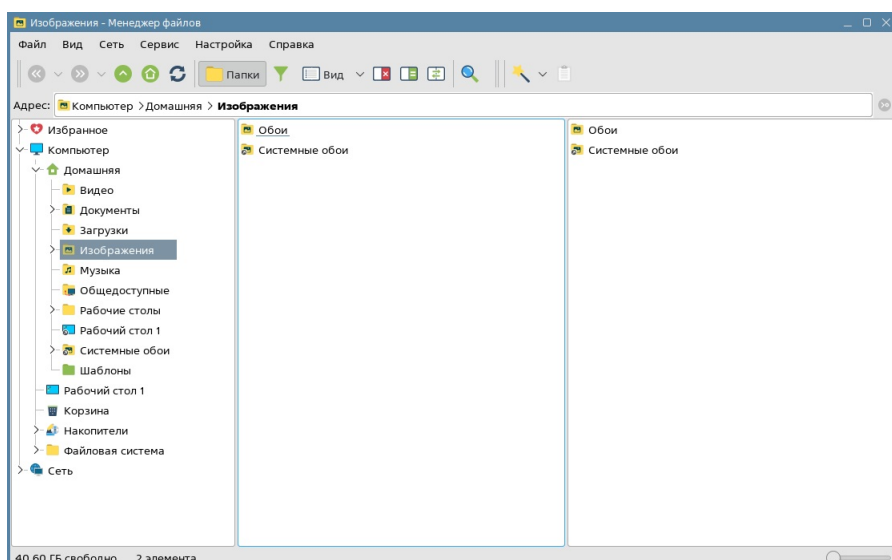 Изображения - Менеджер файлов
Файл Вид Сеть Сервис Настройка Справка
Папки Вид
Адрес: Компьютер > Домашняя > Изображения
Избранное
Компьютер
Домашняя
Видео
Документы
Загрузки
Изображения
Музыка
Общедоступные
Рабочие столы
Рабочий стол 1
Системные обои
Шаблоны
Рабочий стол 1
Корзина
Накопители
Файловая система
Сеть
Обои
Системные обои
Обои
Системные обои
40,60 ГБ свободно 2 элемента